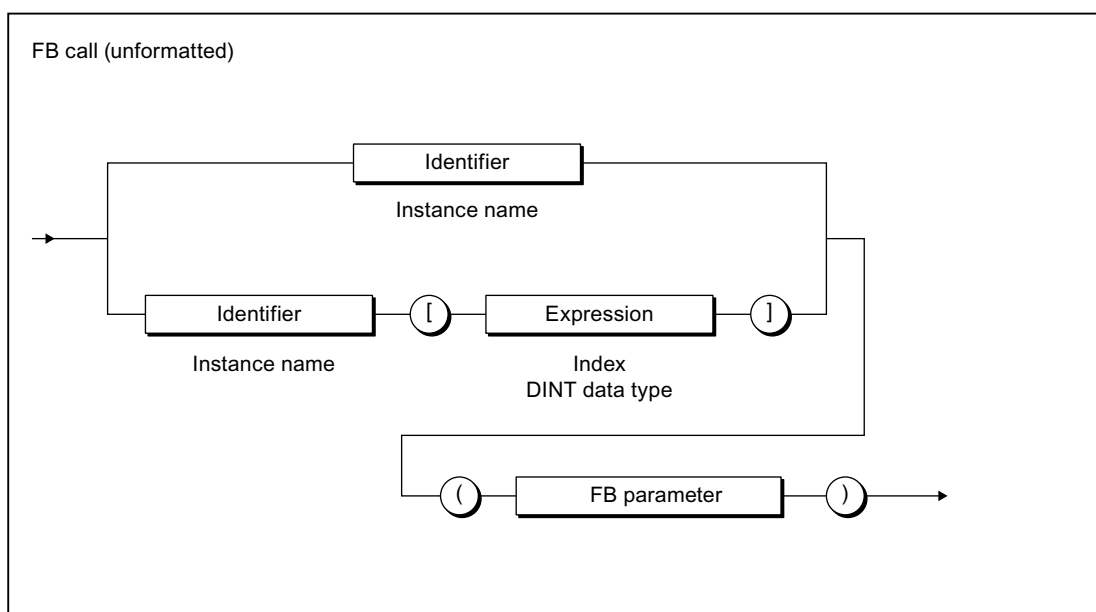 FB call (unformatted)
Identifier
Instance name
Identifier [ Expression ]
Instance name Index
DINT data type
( FB parameter )